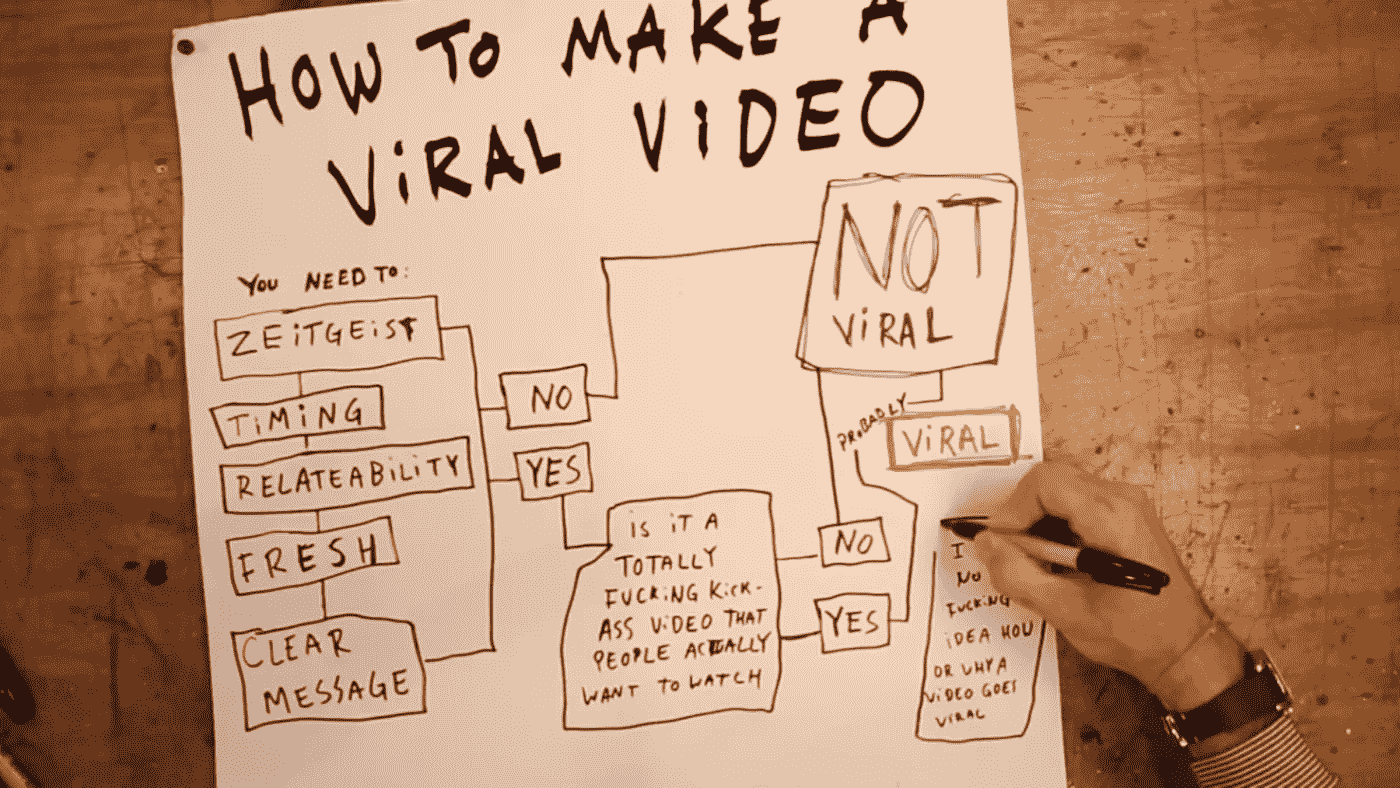 HOW TO MAKE A
ViRAL ViDEO
YOU NEED TO:
ZEiTGEiST
TiMiNG
RELATEABiLiTY
FRESH
CLEAR
MESSAGE
NO
YES
iS iT A
TOTALLY
FUCKiNG KiCK-
ASS ViDEO THAT
PEOPLE ACTUALLY
WANT TO WATCH
NOT
ViRAL
PROBABLY
ViRAL
NO
YES
I
NO
FUCKiNG
iDEA HOW
OR WHY A
ViDEO GOES
ViRAL